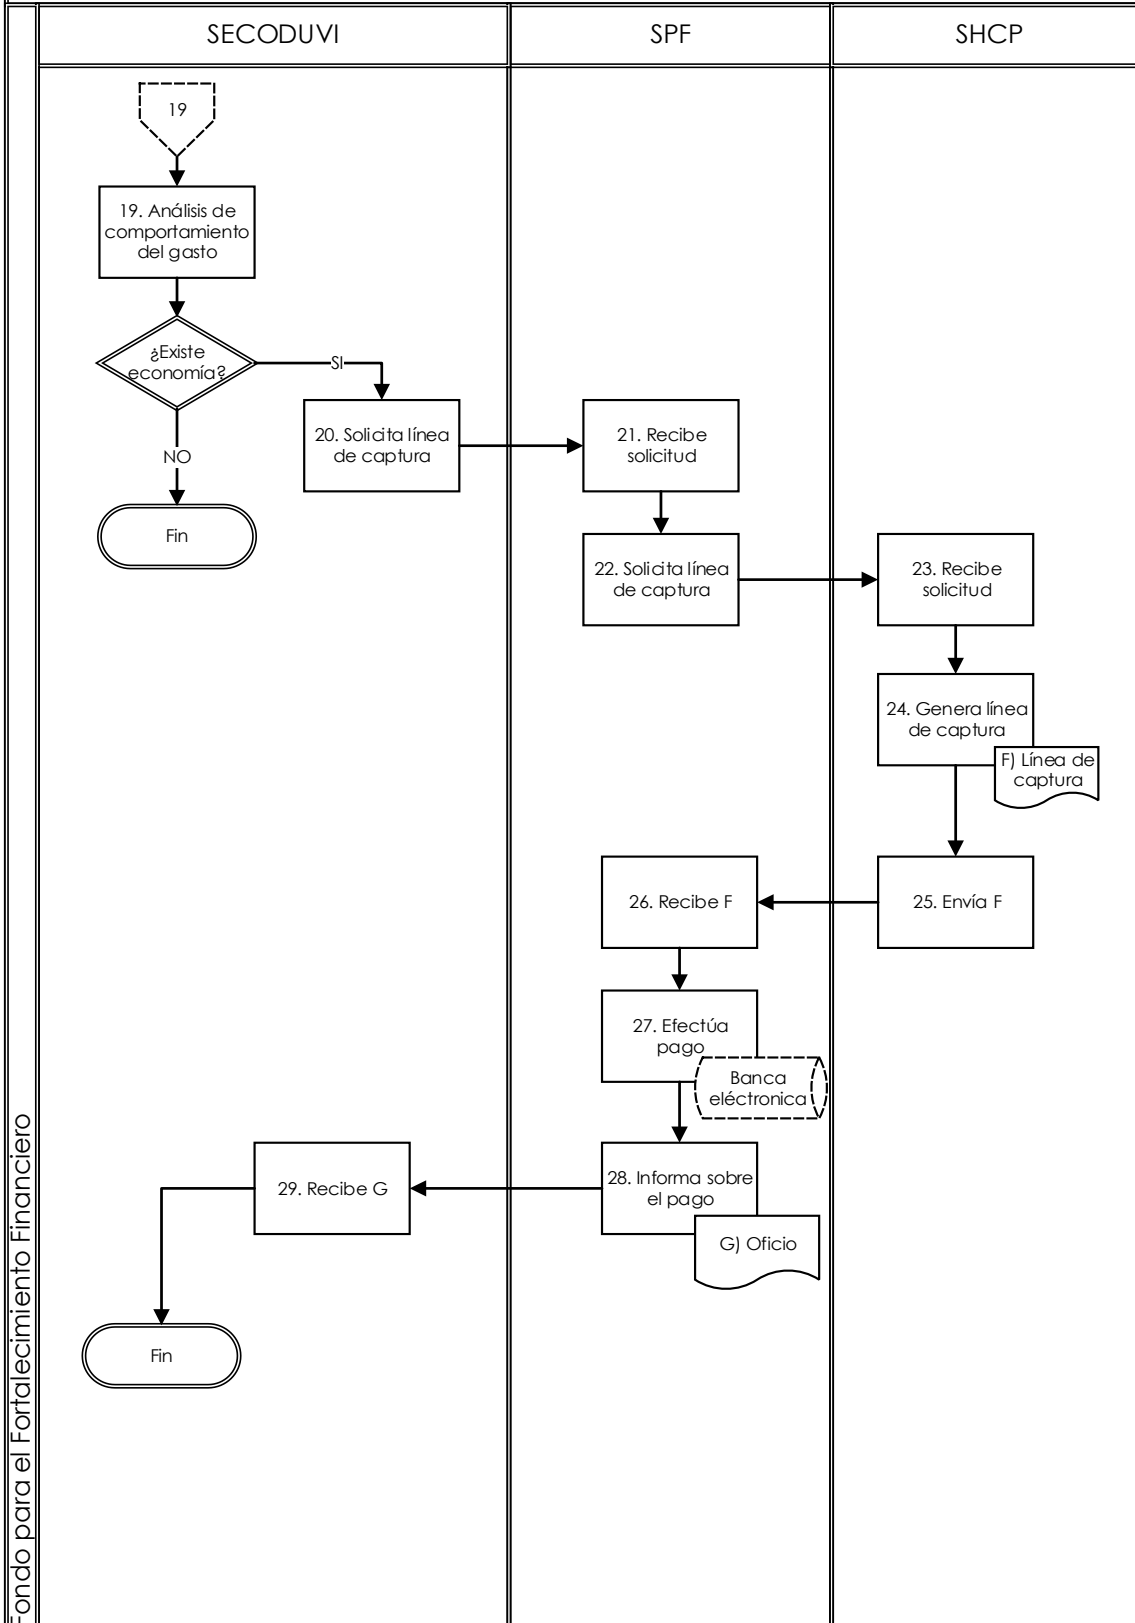 SECODUVI
SPF
SHCP
19
19. Análisis de
comportamiento
del gasto
¿Existe
economía?
SI
NO
Fin
20. Solicita línea
de captura
21. Recibe
solicitud
22. Solicita línea
de captura
23. Recibe
solicitud
24. Genera línea
de captura
F) Línea de
captura
25. Envía F
26. Recibe F
27. Efectúa
pago
Banca
eléctronica
28. Informa sobre
el pago
G) Oficio
29. Recibe G
Fin
Fondo para el Fortalecimiento Financiero